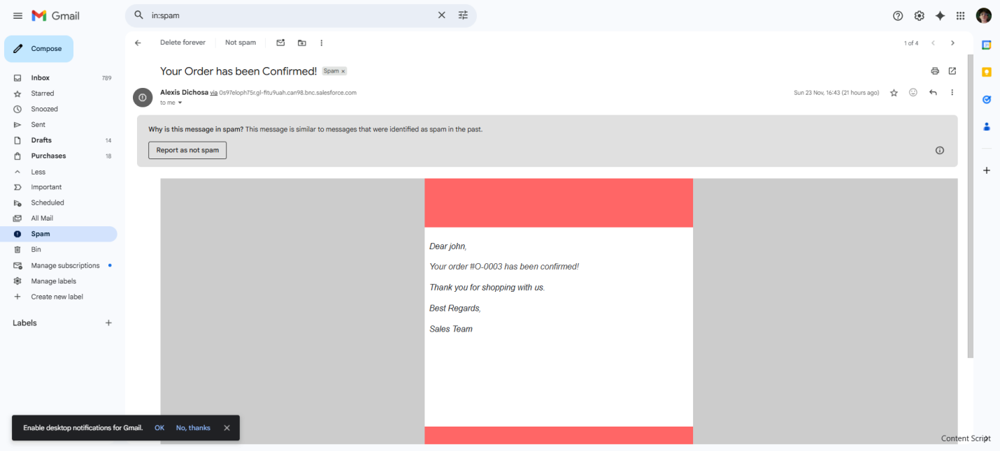 Gmail
in:spam
Compose
Delete forever
Not spam
1 of 4
Inbox 789
Starred
Snoozed
Sent
Drafts 14
Purchases 18
Less
Important
Scheduled
All Mail
Spam
Bin
Manage subscriptions
Manage labels
Create new label
Labels
Your Order has been Confirmed!
Spam ×
Alexis Dichosa via 0s97eloph75r.gl-fitu9uah.can98.bnc.salesforce.com
Sun 23 Nov, 16:43 (21 hours ago)
to me
Why is this message in spam? This message is similar to messages that were identified as spam in the past.
Report as not spam
Dear john,
Your order #O-0003 has been confirmed!
Thank you for shopping with us.
Best Regards,
Sales Team
Enable desktop notifications for Gmail. OK No, thanks
Content Script